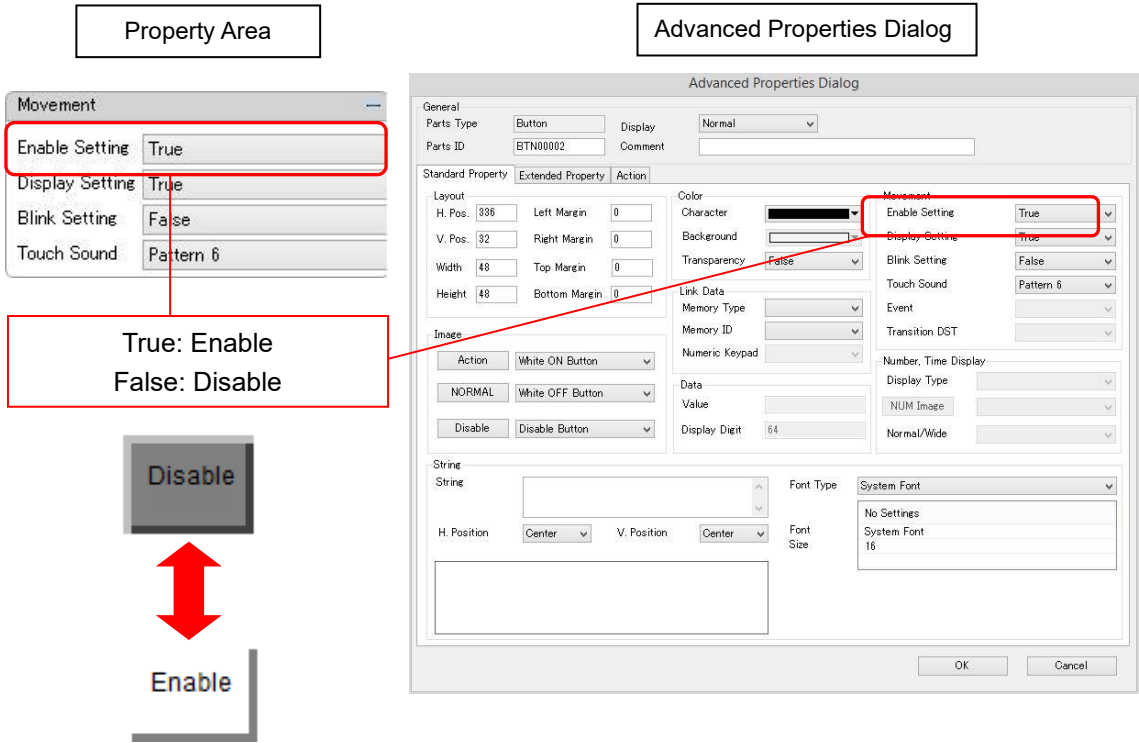 Property Area
Advanced Properties Dialog
Movement
Enable Setting True
Display Setting True
Blink Setting False
Touch Sound Pattern 6
True: Enable
False: Disable
Disable
Enable
Advanced Properties Dialog
General
Parts Type Button Display Normal
Parts ID BTN00002 Comment
Standard Property Extended Property Action
Layout
H. Pos. 336 Left Margin 0
V. Pos. 32 Right Margin 0
Width 48 Top Margin 0
Height 48 Bottom Margin 0
Image
Action White ON Button
NORMAL White OFF Button
Disable Disable Button
Color
Character
Background
Transparency False
Link Data
Memory Type
Memory ID
Numeric Keypad
Data
Value
Display Digit 64
Movement
Enable Setting True
Display Setting True
Blink Setting False
Touch Sound Pattern 6
Event
Transition DST
Number, Time Display
Display Type
NUM Image
Normal/Wide
String
String
H. Position Center V. Position Center
Font Type System Font
No Settings
Font System Font
Size 16
OK Cancel